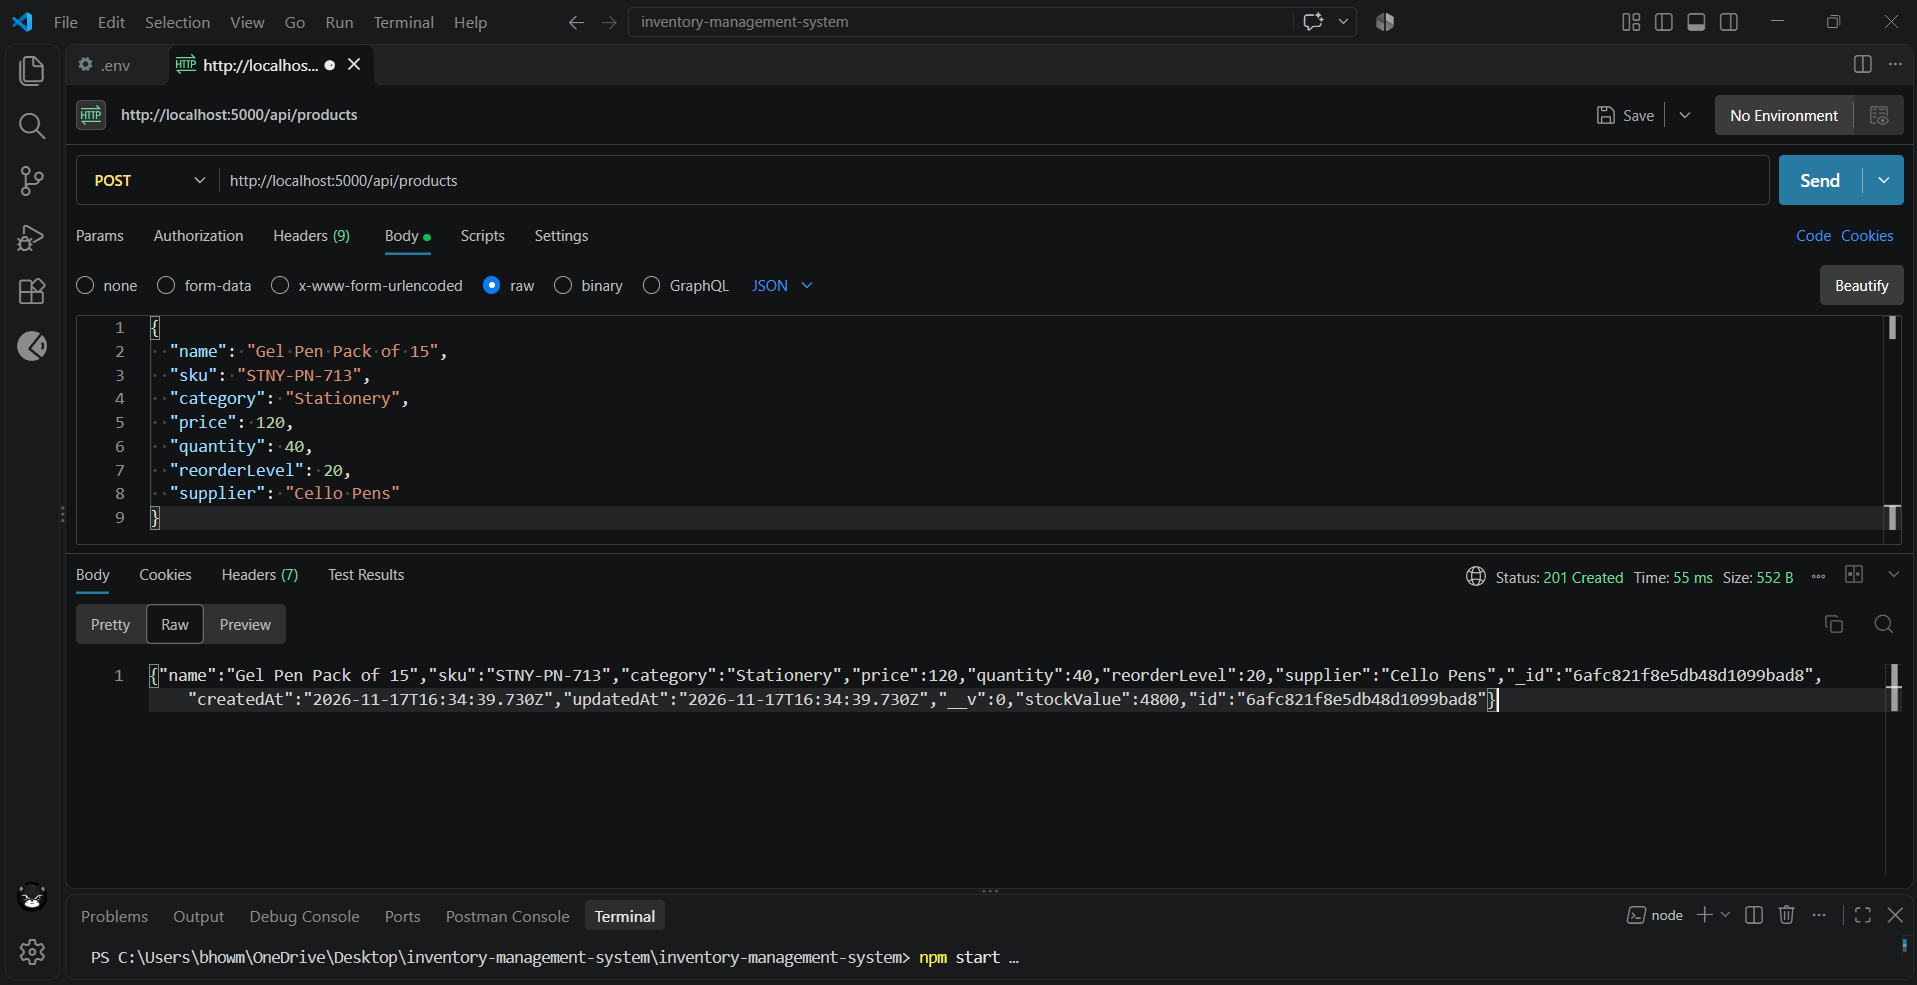 File Edit Selection View Go Run Terminal Help inventory-management-system
.env HTTP http://localhos...
HTTP http://localhost:5000/api/products Save No Environment
POST http://localhost:5000/api/products Send
Params Authorization Headers (9) Body Scripts Settings Code Cookies
none form-data x-www-form-urlencoded raw binary GraphQL JSON Beautify
1 {
2 "name": "Gel Pen Pack of 15",
3 "sku": "STNY-PN-713",
4 "category": "Stationery",
5 "price": 120,
6 "quantity": 40,
7 "reorderLevel": 20,
8 "supplier": "Cello Pens"
9 }
Body Cookies Headers (7) Test Results Status: 201 Created Time: 55 ms Size: 552 B
Pretty Raw Preview
1 {"name":"Gel Pen Pack of 15","sku":"STNY-PN-713","category":"Stationery","price":120,"quantity":40,"reorderLevel":20,"supplier":"Cello Pens","_id":"6afc821f8e5db48d1099bad8",
"createdAt":"2026-11-17T16:34:39.730Z","updatedAt":"2026-11-17T16:34:39.730Z","__v":0,"stockValue":4800,"id":"6afc821f8e5db48d1099bad8"}
Problems Output Debug Console Ports Postman Console Terminal node
PS C:\Users\bhowm\OneDrive\Desktop\inventory-management-system\inventory-management-system> npm start …